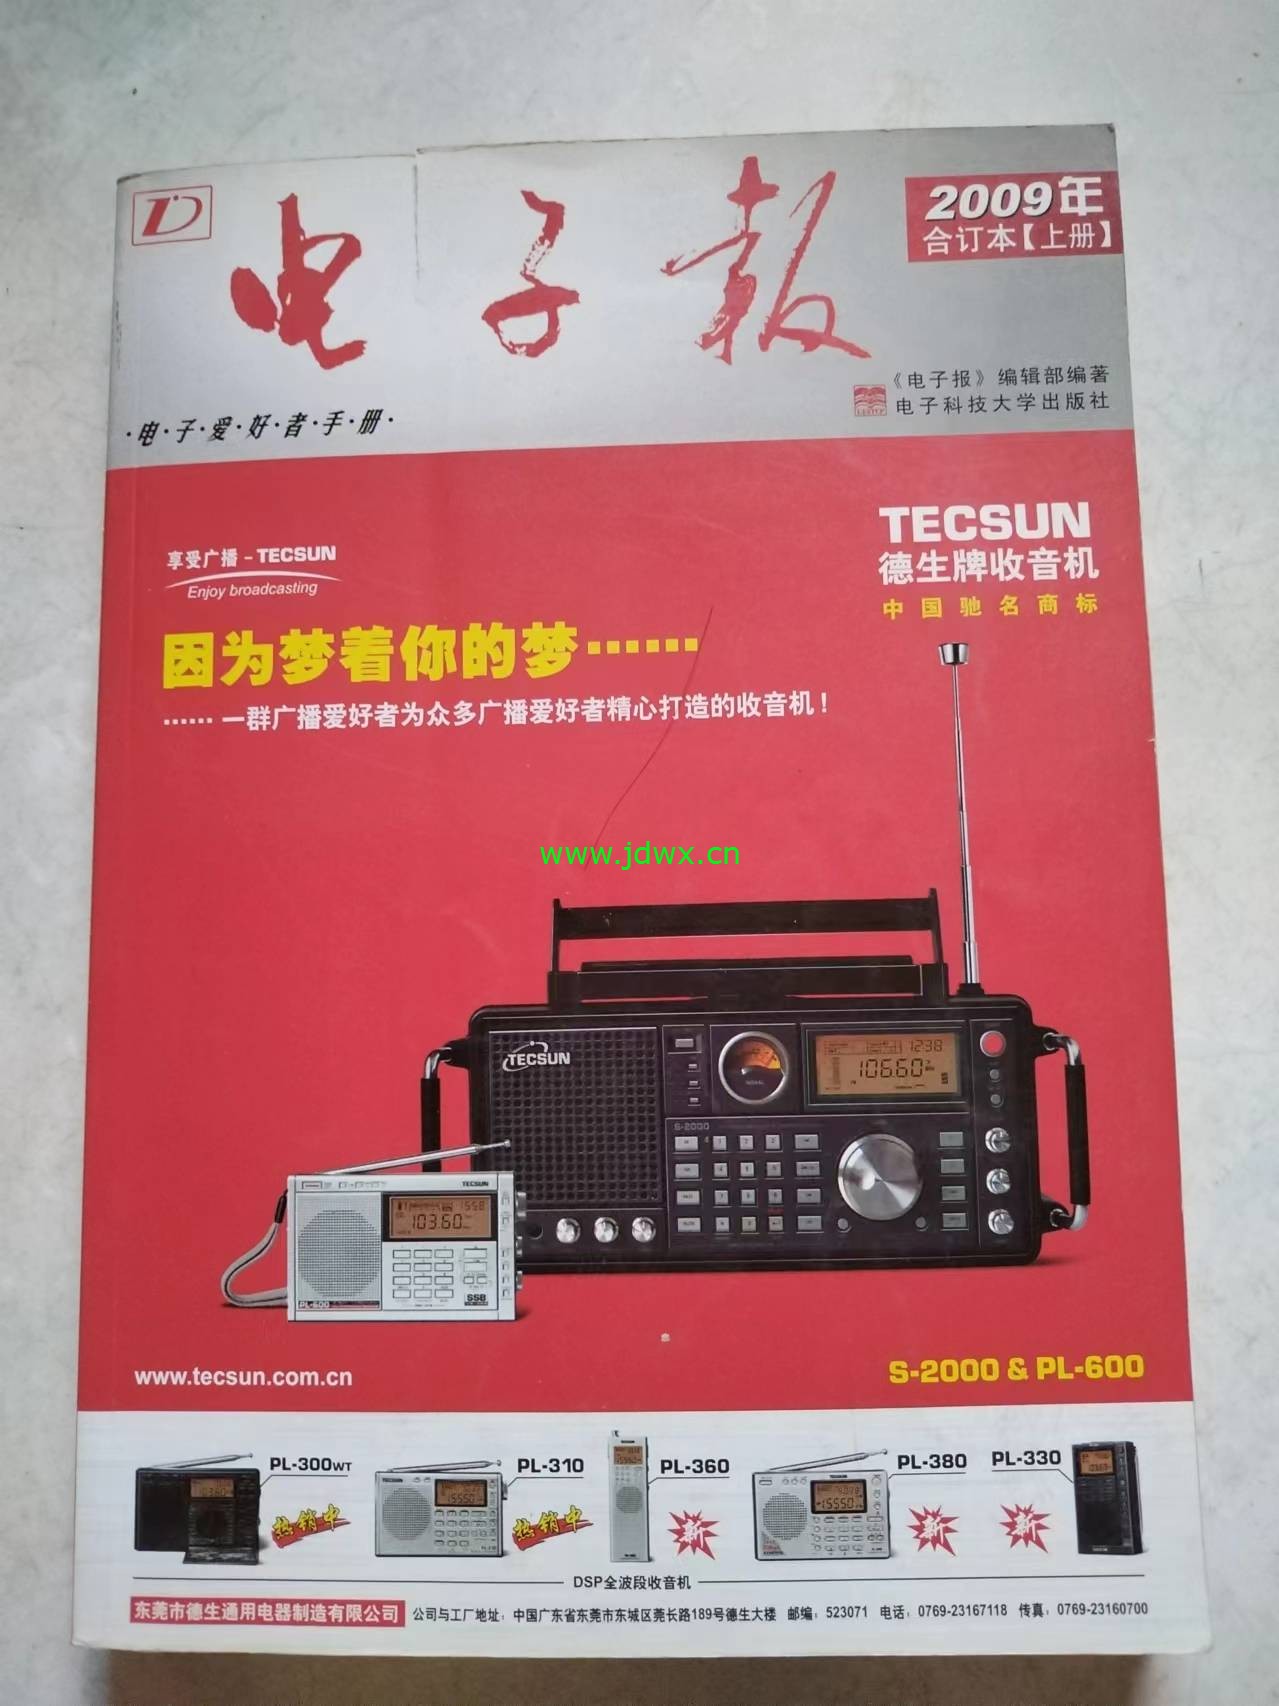 电子报
2009年
合订本【上册】
《电子报》编辑部编著
电子科技大学出版社
·电·子·爱·好·者·手·册·
TECSUN
德生牌收音机
中国驰名商标
享受广播－TECSUN
Enjoy broadcasting
因为梦着你的梦……
……一群广播爱好者为众多广播爱好者精心打造的收音机！
www.jdwx.cn
TECSUN
12:38
106.60
S-2000
TECSUN
103.60
PL-600
SSB
www.tecsun.com.cn
S-2000 & PL-600
PL-300WT
热销中
PL-310
热销中
PL-360
新
PL-380
新
PL-330
新
DSP全波段收音机
东莞市德生通用电器制造有限公司
公司与工厂地址：中国广东省东莞市东城区莞长路189号德生大楼 邮编：523071 电话：0769-23167118 传真：0769-23160700